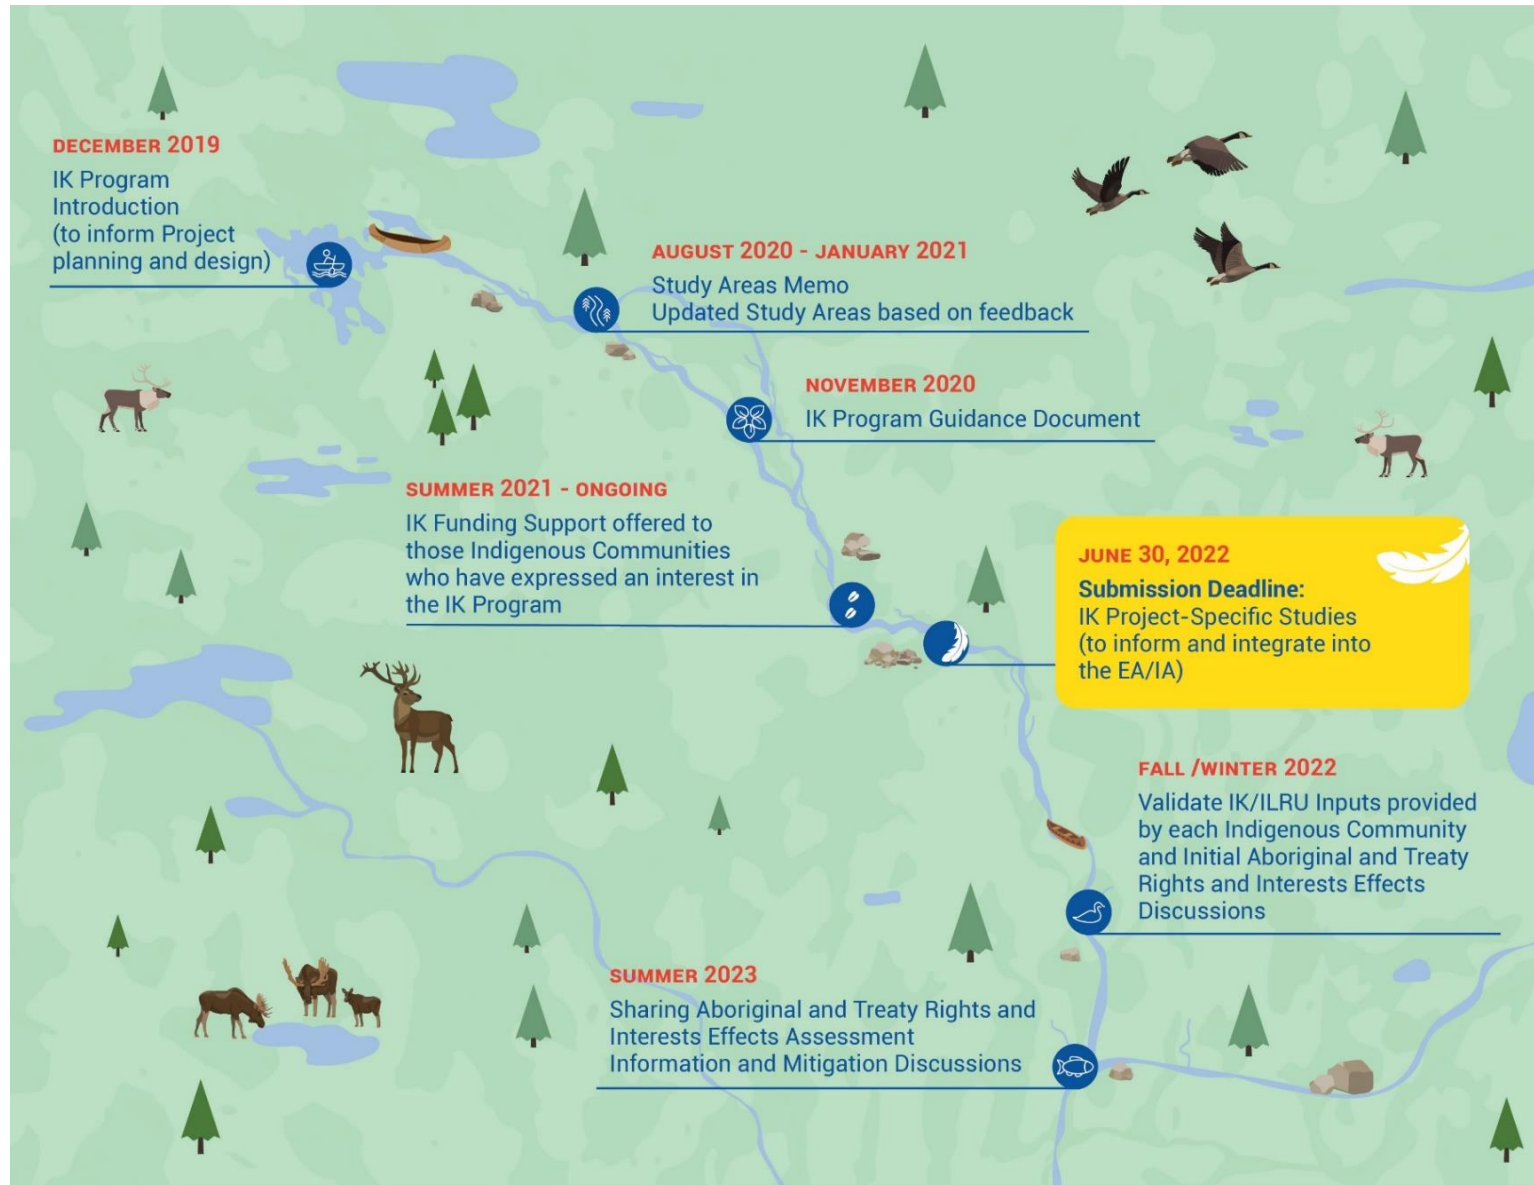 DECEMBER 2019
IK Program
Introduction
(to inform Project
planning and design)
AUGUST 2020 - JANUARY 2021
Study Areas Memo
Updated Study Areas based on feedback
NOVEMBER 2020
IK Program Guidance Document
SUMMER 2021 - ONGOING
IK Funding Support offered to
those Indigenous Communities
who have expressed an interest in
the IK Program
JUNE 30, 2022
Submission Deadline:
IK Project-Specific Studies
(to inform and integrate into
the EA/IA)
FALL /WINTER 2022
Validate IK/ILRU Inputs provided
by each Indigenous Community
and Initial Aboriginal and Treaty
Rights and Interests Effects
Discussions
SUMMER 2023
Sharing Aboriginal and Treaty Rights and
Interests Effects Assessment
Information and Mitigation Discussions